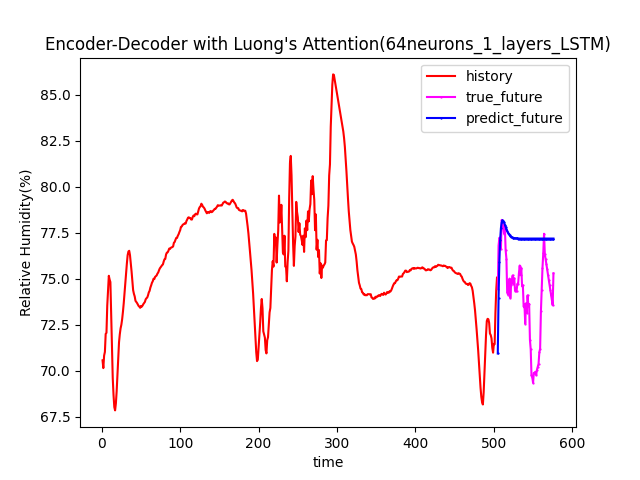 Encoder-Decoder with Luong's Attention(64neurons_1_layers_LSTM)
history
true_future
predict_future
Relative Humidity(%)
85.0
82.5
80.0
77.5
75.0
72.5
70.0
67.5
0 100 200 300 400 500 600
time